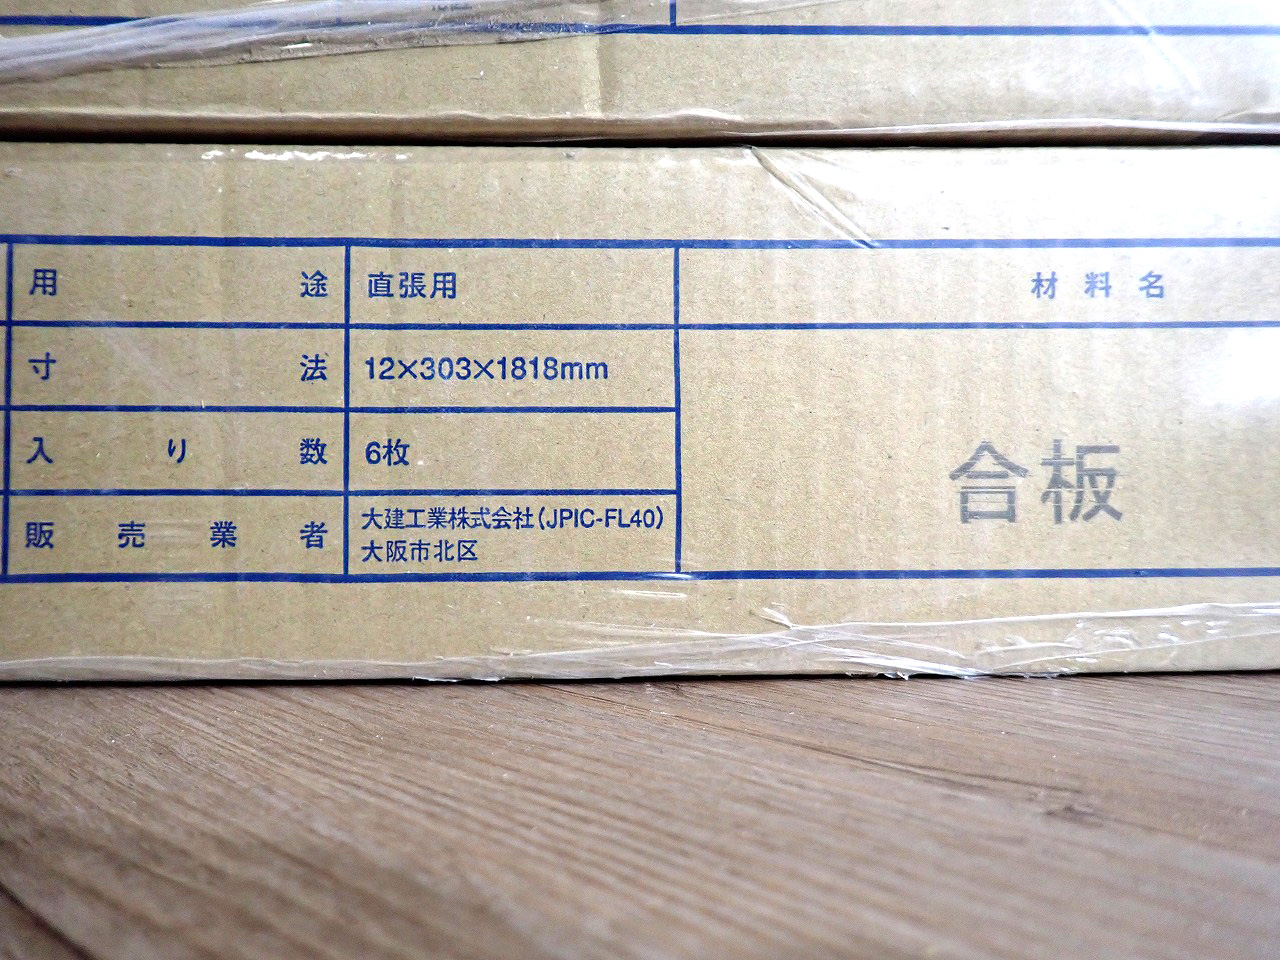 用途 直張用 材料名
寸法 12×303×1818mm
入り数 6枚
合板
販売業者 大建工業株式会社(JPIC-FL40)
大阪市北区